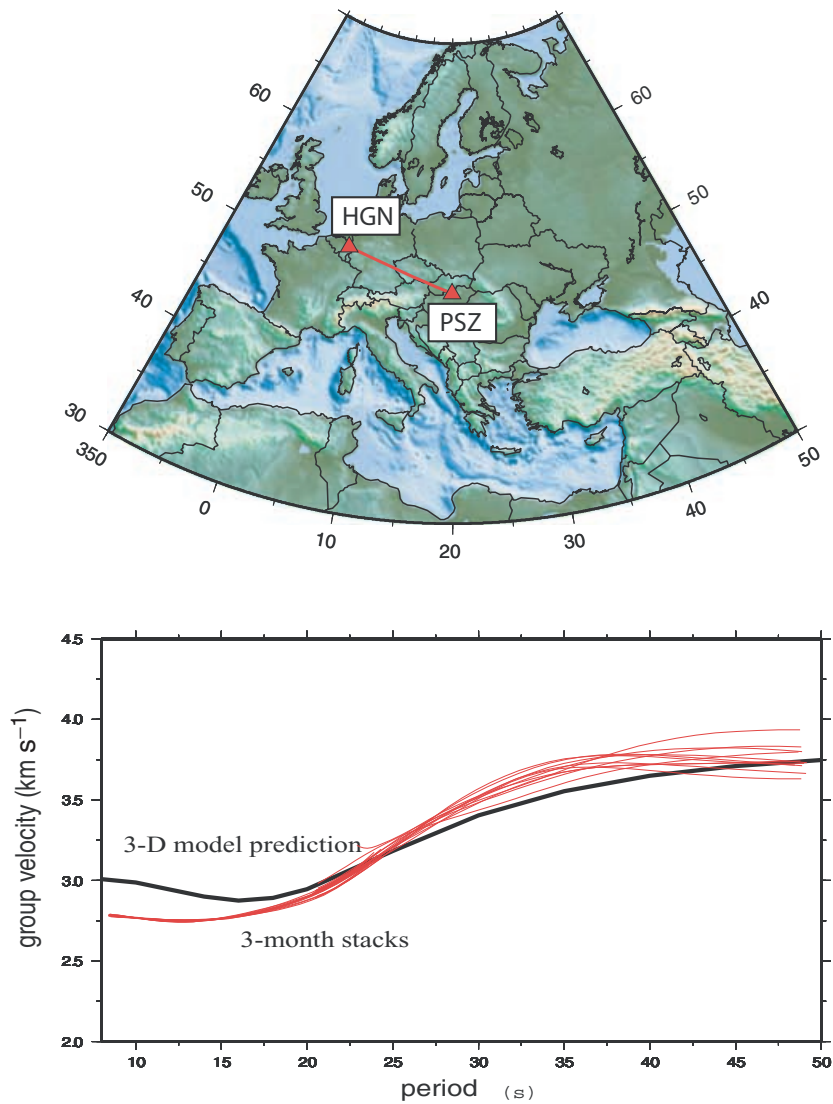 60
60
50
50
HGN
40
40
PSZ
30
350
50
0
40
10
30
20
4.5
4.0
3.5
3.0
2.5
2.0
group velocity (km s⁻¹)
3-D model prediction
3-month stacks
10 15 20 25 30 35 40 45 50
period (s)